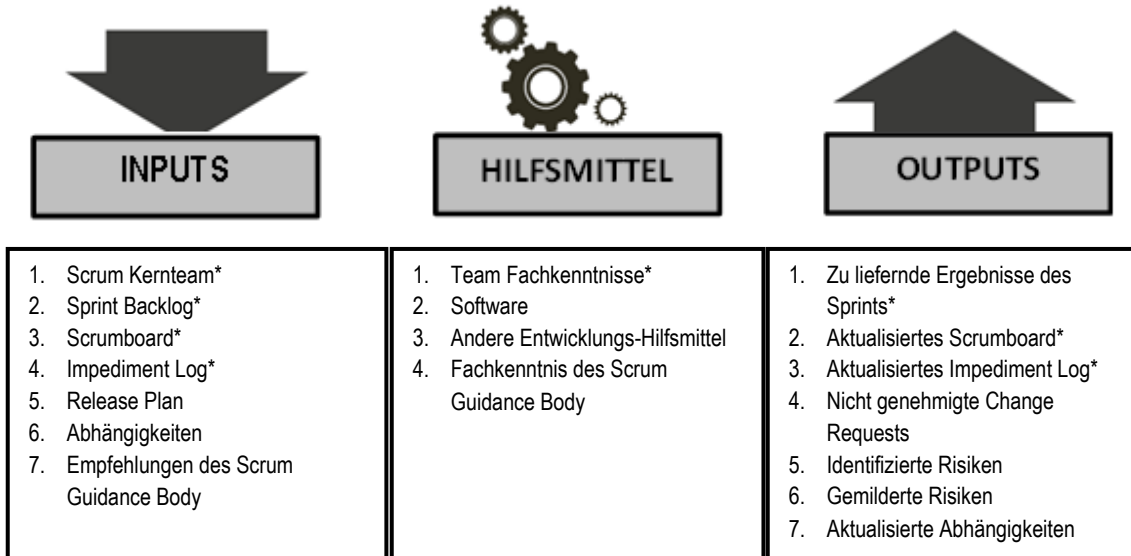 INPUTS
HILFSMITTEL
OUTPUTS
1. Scrum Kernteam*
2. Sprint Backlog*
3. Scrumboard*
4. Impediment Log*
5. Release Plan
6. Abhängigkeiten
7. Empfehlungen des Scrum
Guidance Body
1. Team Fachkenntnisse*
2. Software
3. Andere Entwicklungs-Hilfsmittel
4. Fachkenntnis des Scrum
Guidance Body
1. Zu liefernde Ergebnisse des
Sprints*
2. Aktualisiertes Scrumboard*
3. Aktualisiertes Impediment Log*
4. Nicht genehmigte Change
Requests
5. Identifizierte Risiken
6. Gemilderte Risiken
7. Aktualisierte Abhängigkeiten